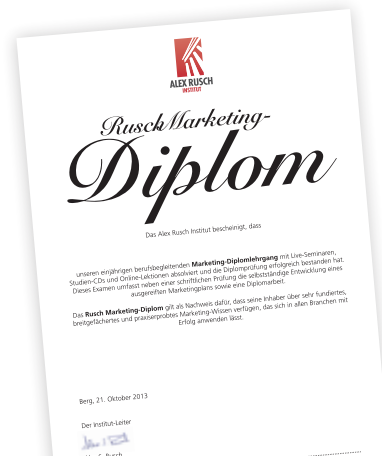 ALEX RUSCH
INSTITUT
RuschMarketing-
Diplom
Das Alex Rusch Institut bescheinigt, dass
unseren einjährigen berufsbegleitenden Marketing-Diplomlehrgang mit Live-Seminaren,
Studien-CDs und Online-Lektionen absolviert und die Diplomprüfung erfolgreich bestanden hat.
Dieses Examen umfasst neben einer schriftlichen Prüfung die selbstständige Entwicklung eines
ausgereiften Marketingplans sowie eine Diplomarbeit.
Das Rusch Marketing-Diplom gilt als Nachweis dafür, dass seine Inhaber über sehr fundiertes,
breitgefächertes und praxiserprobtes Marketing-Wissen verfügen, das sich in allen Branchen mit
Erfolg anwenden lässt.
Berg, 21. Oktober 2013
Der Institut-Leiter
Rusch